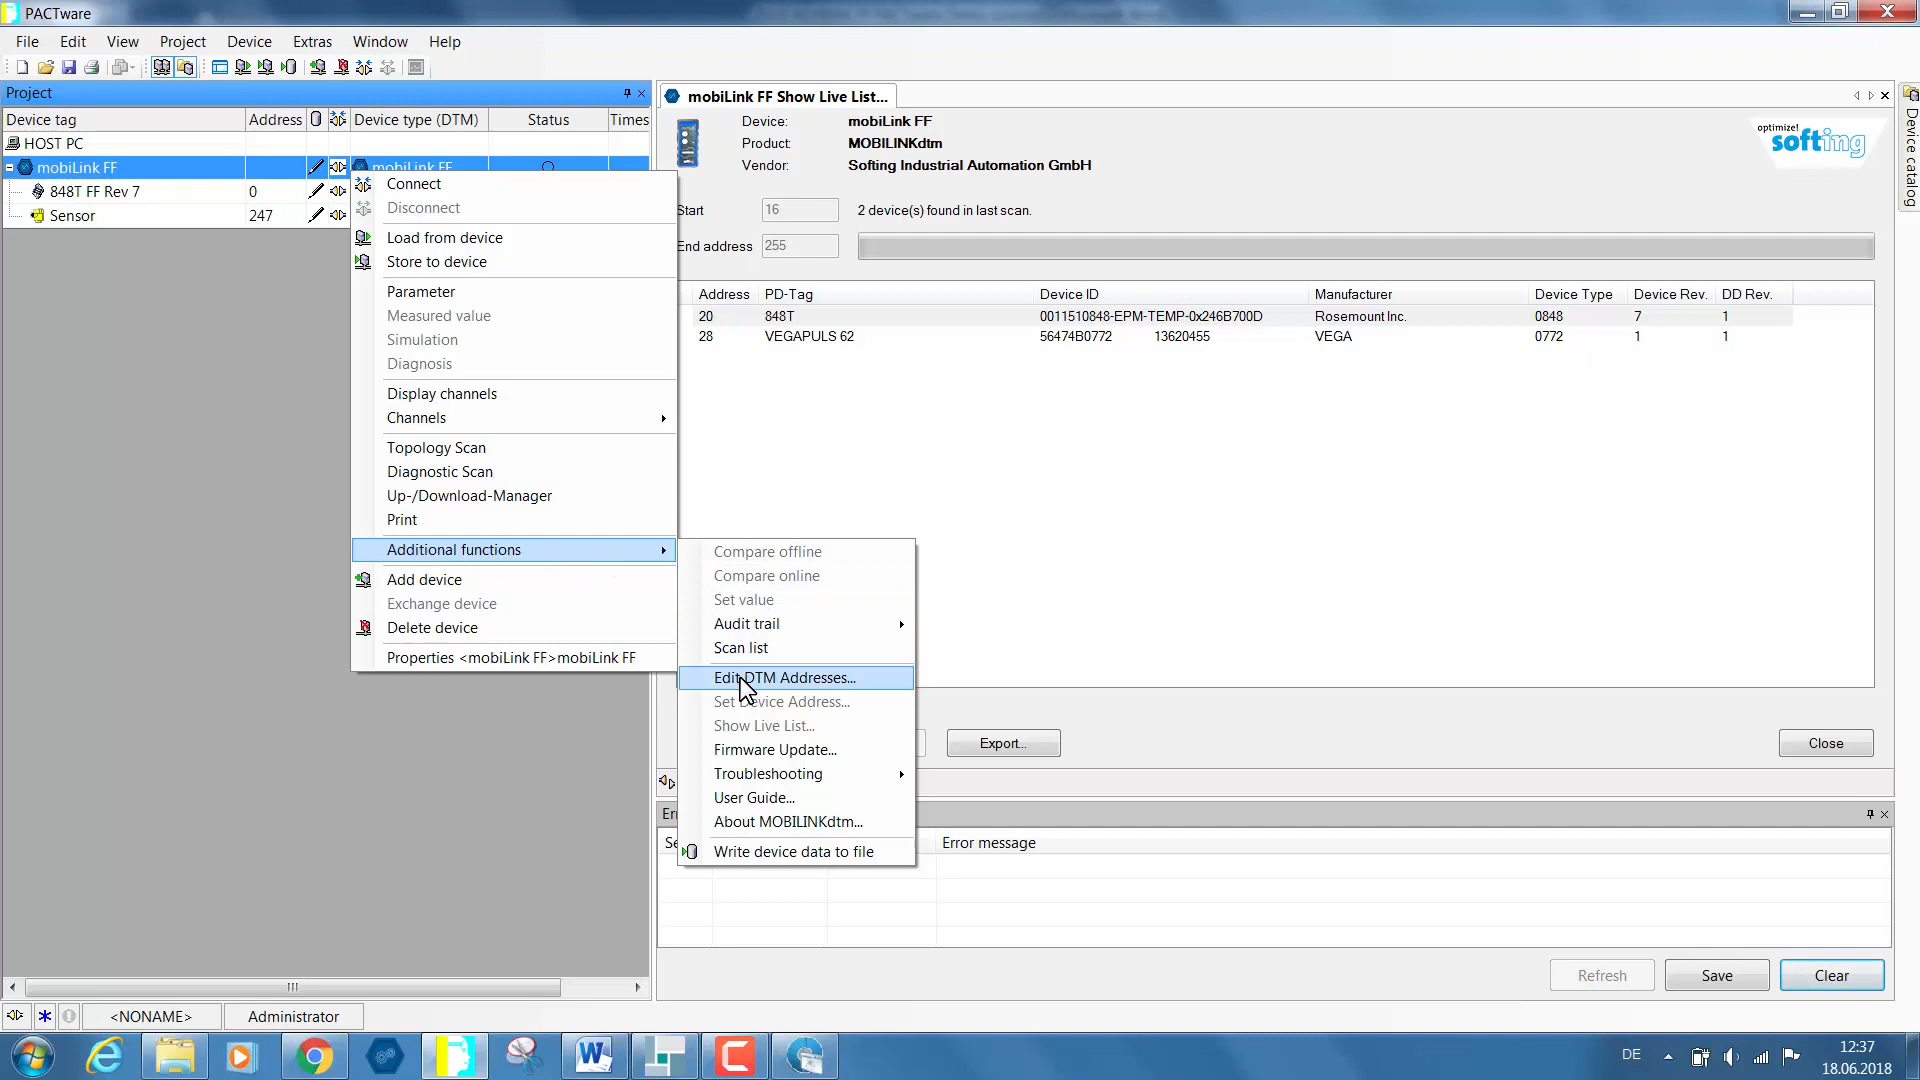 PACTware
File Edit View Project Device Extras Window Help
Project
Device tag Address Device type (DTM) Status Times
HOST PC
mobiLink FF mobiLink FF
848T FF Rev 7 0
Sensor 247
Connect
Disconnect
Load from device
Store to device
Parameter
Measured value
Simulation
Diagnosis
Display channels
Channels
Topology Scan
Diagnostic Scan
Up-/Download-Manager
Print
Additional functions
Add device
Exchange device
Delete device
Properties <mobiLink FF>mobiLink FF
Compare offline
Compare online
Set value
Audit trail
Scan list
Edit DTM Addresses...
Set Device Address...
Show Live List...
Firmware Update...
Troubleshooting
User Guide...
About MOBILINKdtm...
Write device data to file
mobiLink FF Show Live List...
Device: mobiLink FF
Product: MOBILINKdtm
Vendor: Softing Industrial Automation GmbH
optimize!
softing
Start 16 2 device(s) found in last scan.
End address 255
Address PD-Tag Device ID Manufacturer Device Type Device Rev. DD Rev.
20 848T 0011510848-EPM-TEMP-0x246B700D Rosemount Inc. 0848 7 1
28 VEGAPULS 62 56474B0772 13620455 VEGA 0772 1 1
Export... Close
Error message
Refresh Save Clear
Device catalog
<NONAME> Administrator
DE 12:37
18.06.2018